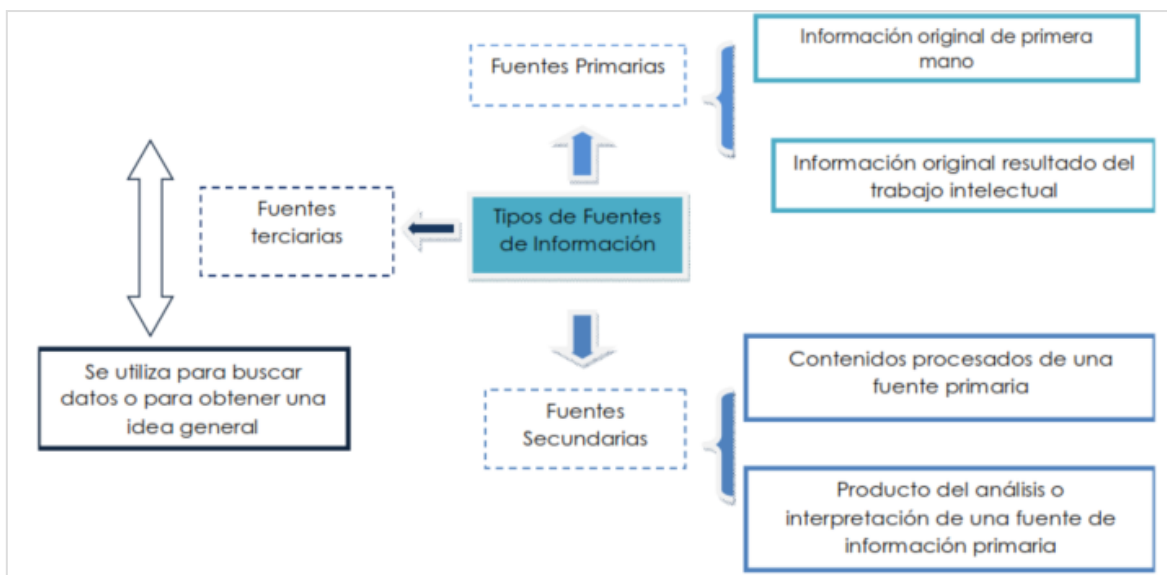 Fuentes Primarias
Información original de primera
mano
Información original resultado del
trabajo intelectual
Fuentes
terciarias
Tipos de Fuentes
de Información
Se utiliza para buscar
datos o para obtener una
idea general
Fuentes
Secundarias
Contenidos procesados de una
fuente primaria
Producto del análisis o
interpretación de una fuente de
información primaria